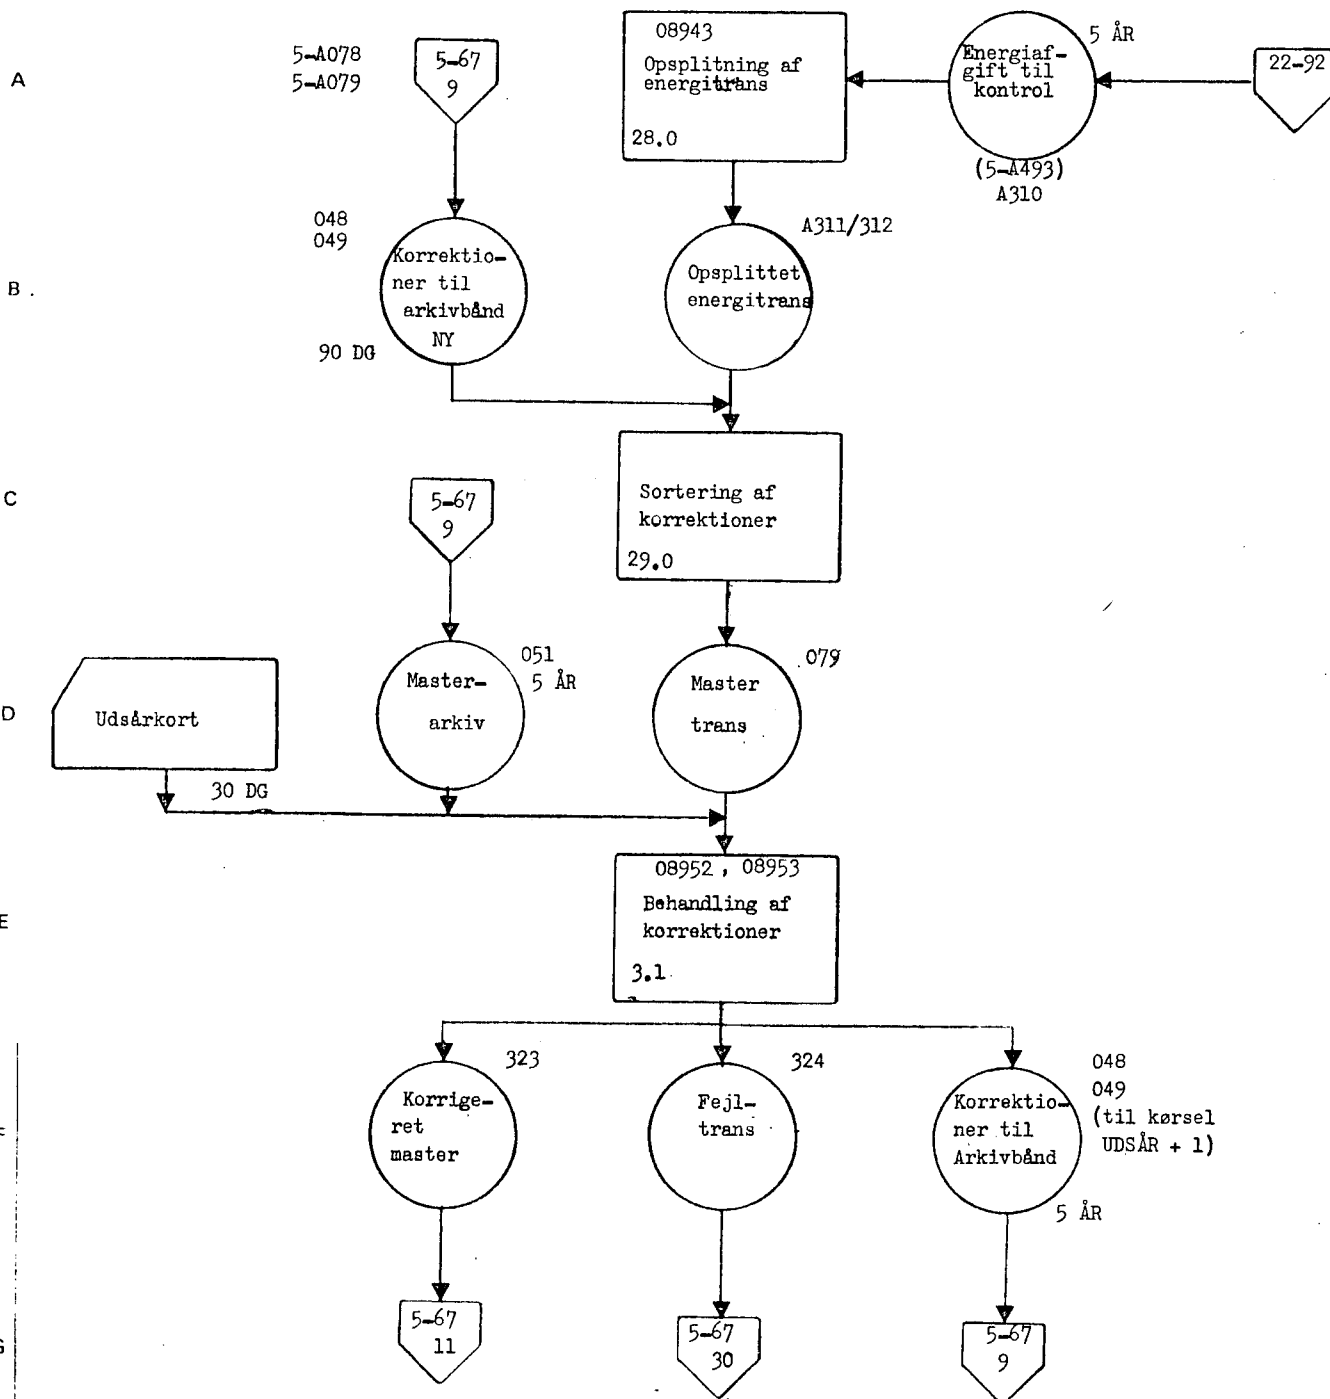 A
5-A078
5-A079
5-67
9
08943
Opsplitning af
energitrans
28.0
5 ÅR
Energiaf-
gift til
kontrol
(5-A493)
A310
22-92
B .
048
049
Korrektio-
ner til
arkivbånd
NY
90 DG
A311/312
Opsplittet
energitrans
C
5-67
9
Sortering af
korrektioner
29.0
D
Udsårkort
30 DG
Master-
arkiv
051
5 ÅR
Master
trans
079
E
08952 , 08953
Behandling af
korrektioner
3.1
Korrige-
ret
master
323
Fejl-
trans
324
Korrektio-
ner til
Arkivbånd
048
049
(til kørsel
UDSÅR + 1)
5 ÅR
5-67
11
5-67
30
5-67
9